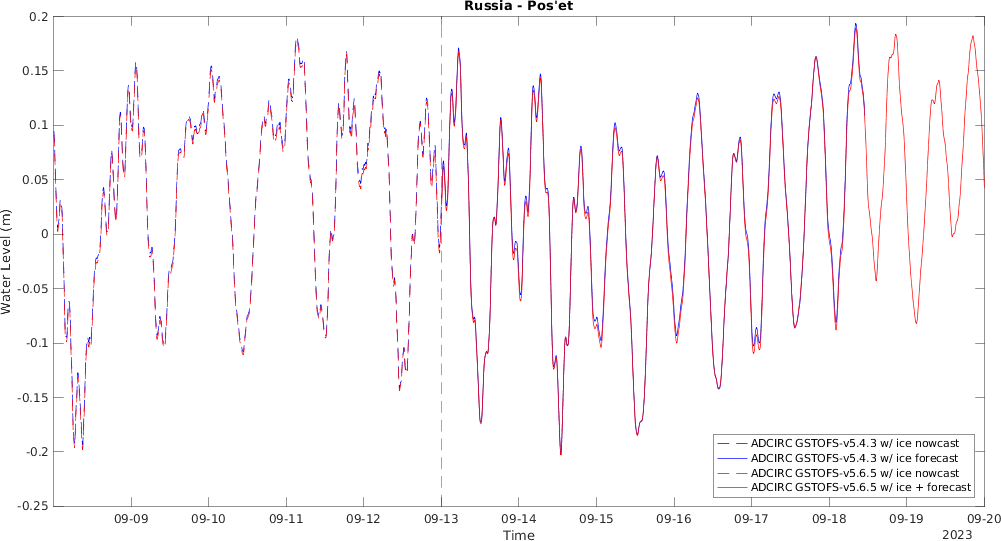 Russia - Pos'et
0.2
0.15
0.1
0.05
0
-0.05
-0.1
-0.15
-0.2
-0.25
Water Level (m)
ADCIRC GSTOFS-v5.4.3 w/ ice nowcast
ADCIRC GSTOFS-v5.4.3 w/ ice forecast
ADCIRC GSTOFS-v5.6.5 w/ ice nowcast
ADCIRC GSTOFS-v5.6.5 w/ ice + forecast
09-09 09-10 09-11 09-12 09-13 09-14 09-15 09-16 09-17 09-18 09-19 09-20
Time
2023